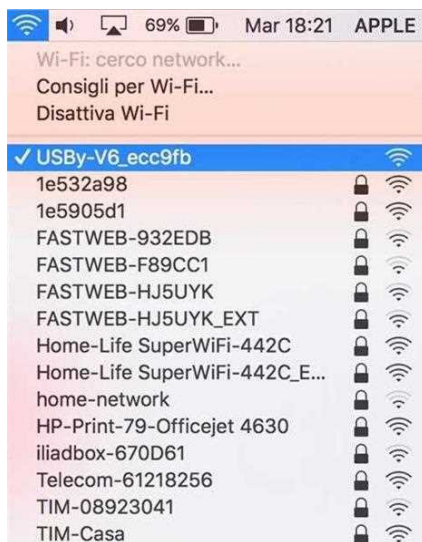 69% Mar 18:21 APPLE
Wi-Fi: cerco network...
Consigli per Wi-Fi...
Disattiva Wi-Fi
USBy-V6_ecc9fb
1e532a98
1e5905d1
FASTWEB-932EDB
FASTWEB-F89CC1
FASTWEB-HJ5UYK
FASTWEB-HJ5UYK_EXT
Home-Life SuperWiFi-442C
Home-Life SuperWiFi-442C_E...
home-network
HP-Print-79-Officejet 4630
iliadbox-670D61
Telecom-61218256
TIM-08923041
TIM-Casa